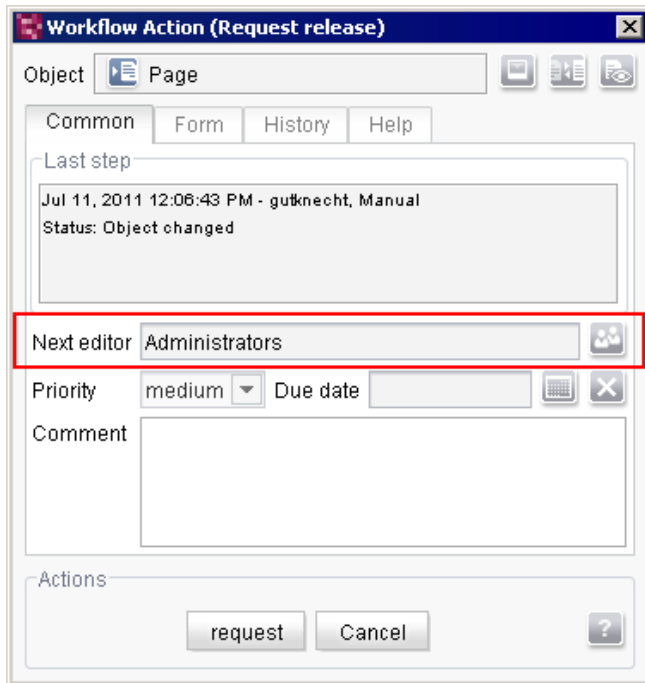 Workflow Action (Request release)
Object Page
Common Form History Help
Last step
Jul 11, 2011 12:06:43 PM - gutknecht, Manual
Status: Object changed
Next editor Administrators
Priority medium Due date
Comment
Actions
request Cancel ?